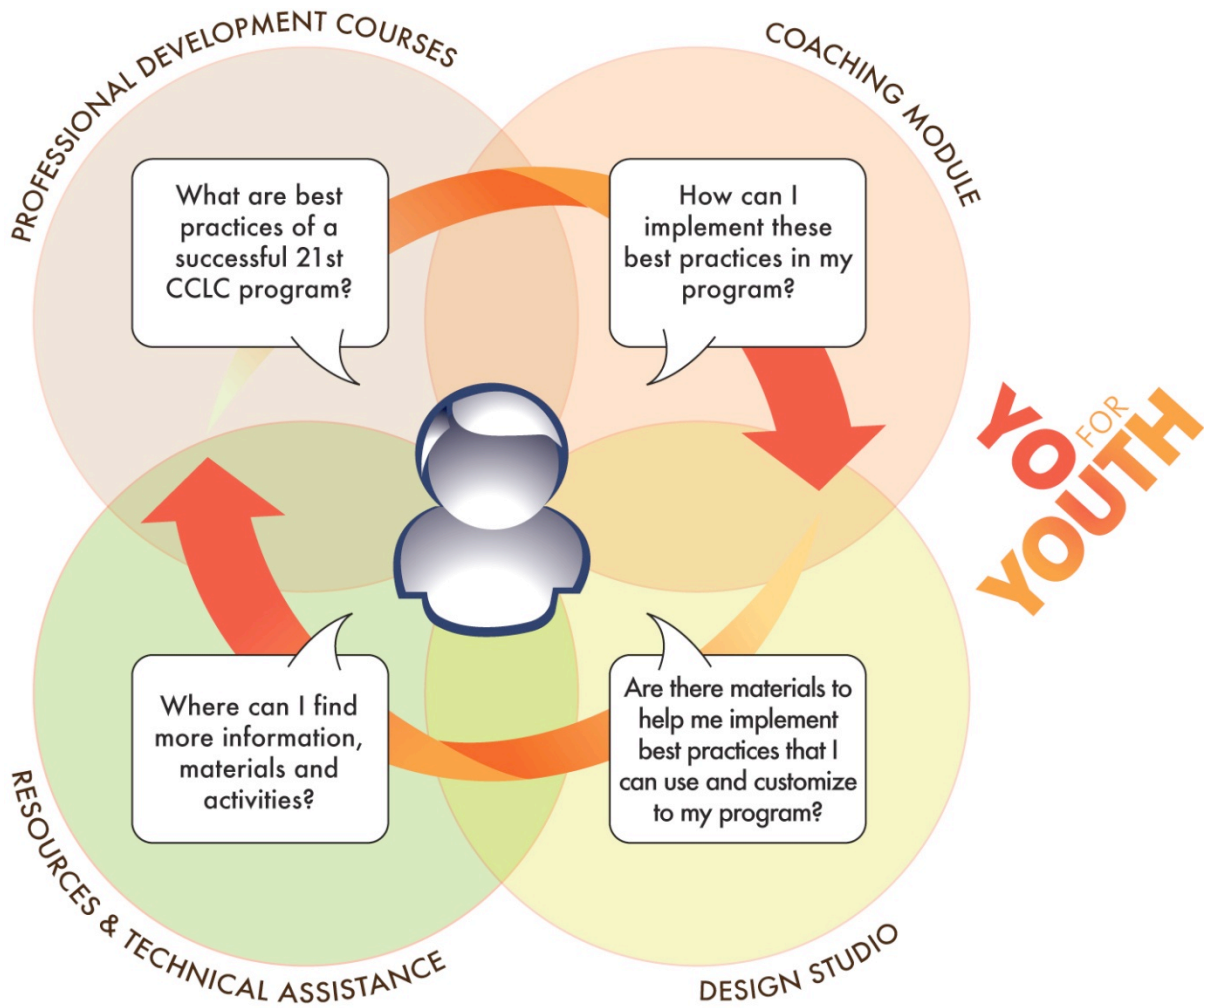 PROFESSIONAL DEVELOPMENT COURSES
What are best
practices of a
successful 21st
CCLC program?
COACHING MODULE
How can I
implement these
best practices in my
program?
YO
FOR
YOUTH
Where can I find
more information,
materials and
activities?
RESOURCES & TECHNICAL ASSISTANCE
Are there materials to
help me implement
best practices that I
can use and customize
to my program?
DESIGN STUDIO